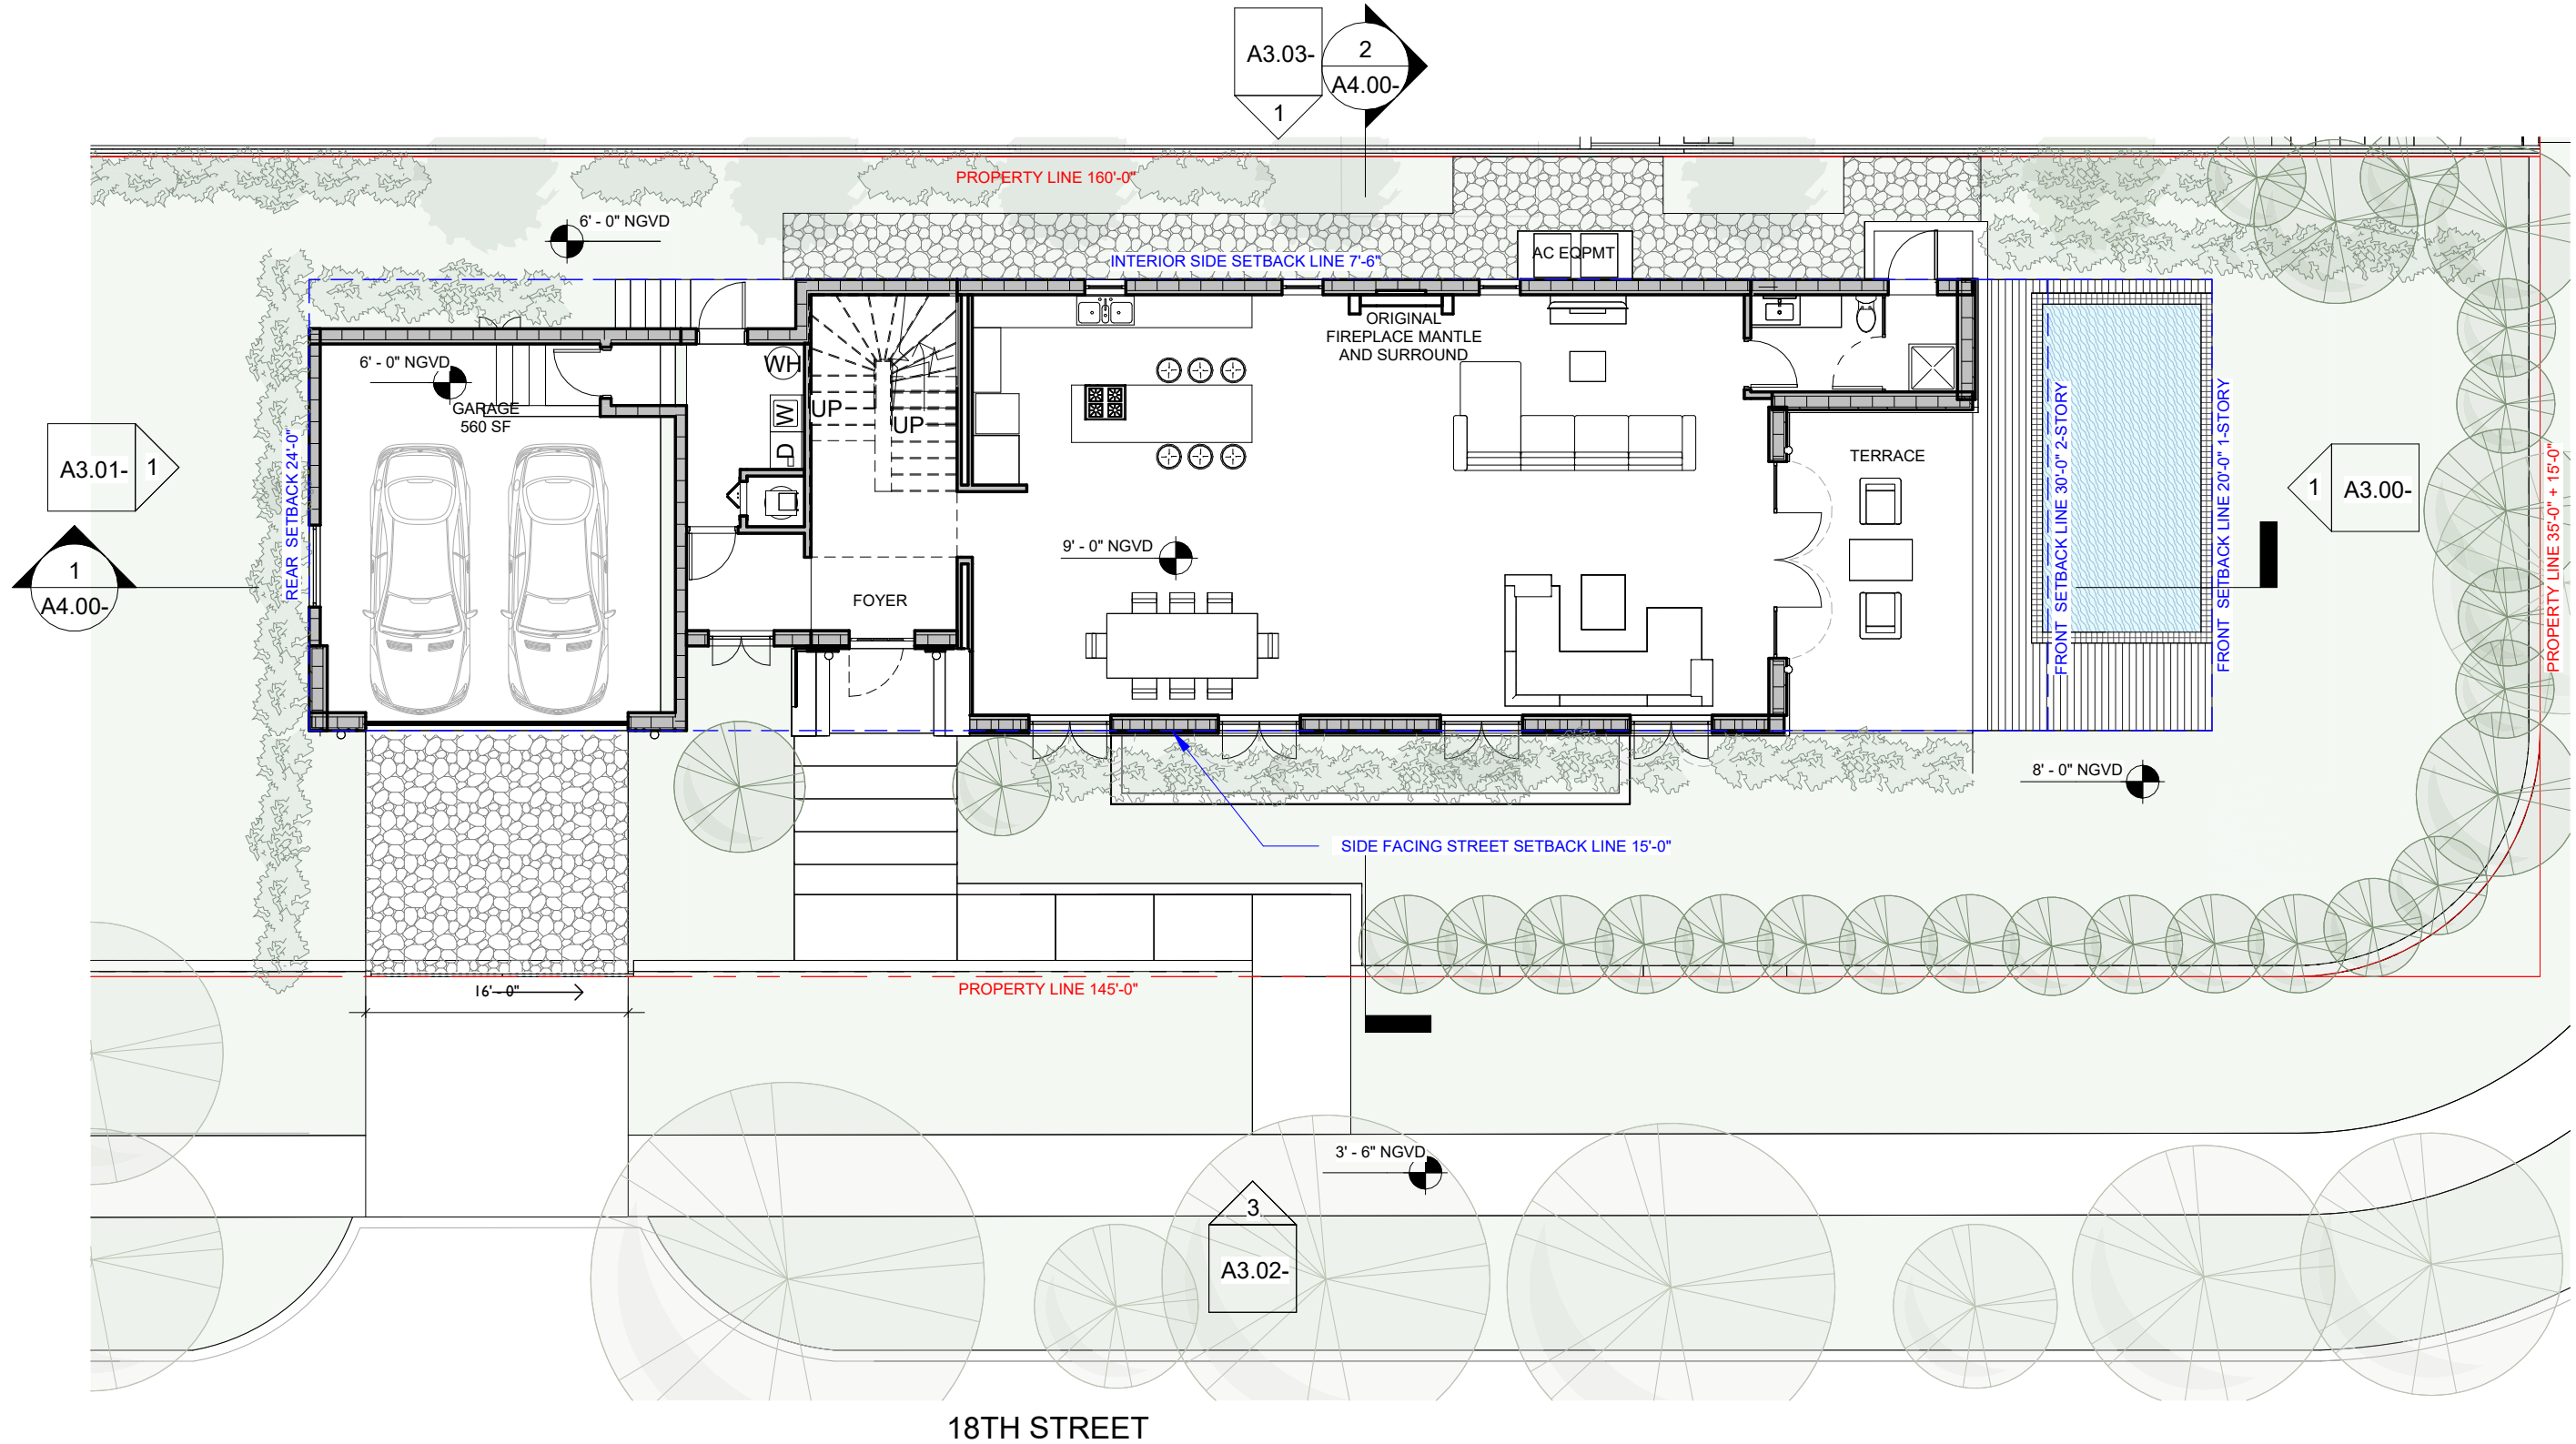 A3.03-
1
2
A4.00-
PROPERTY LINE 160'-0"
6' - 0" NGVD
INTERIOR SIDE SETBACK LINE 7'-6"
AC EQPMT
ORIGINAL
FIREPLACE MANTLE
AND SURROUND
6' - 0" NGVD
GARAGE
560 SF
WH
W
D
UP
UP
A3.01-
1
REAR SETBACK 24'-0"
1
A4.00-
TERRACE
FRONT SETBACK LINE 30'-0" 2-STORY
FRONT SETBACK LINE 20'-0" 1-STORY
1
A3.00-
PROPERTY LINE 35'-0" + 15'-0"
9' - 0" NGVD
FOYER
8' - 0" NGVD
SIDE FACING STREET SETBACK LINE 15'-0"
16' - 0"
PROPERTY LINE 145'-0"
3' - 6" NGVD
3
A3.02-
18TH STREET